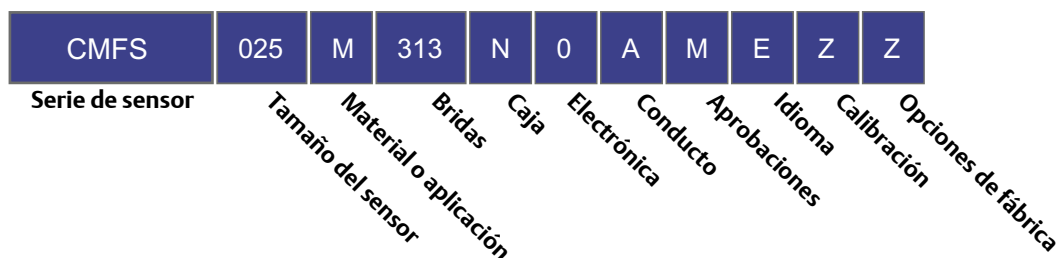 CMFS 025 M 313 N 0 A M E Z Z
Serie de sensor
Tamaño del sensor
Material o aplicación
Bridas
Caja
Electrónica
Conducto
Aprobaciones
Idioma
Calibración
Opciones de fábrica